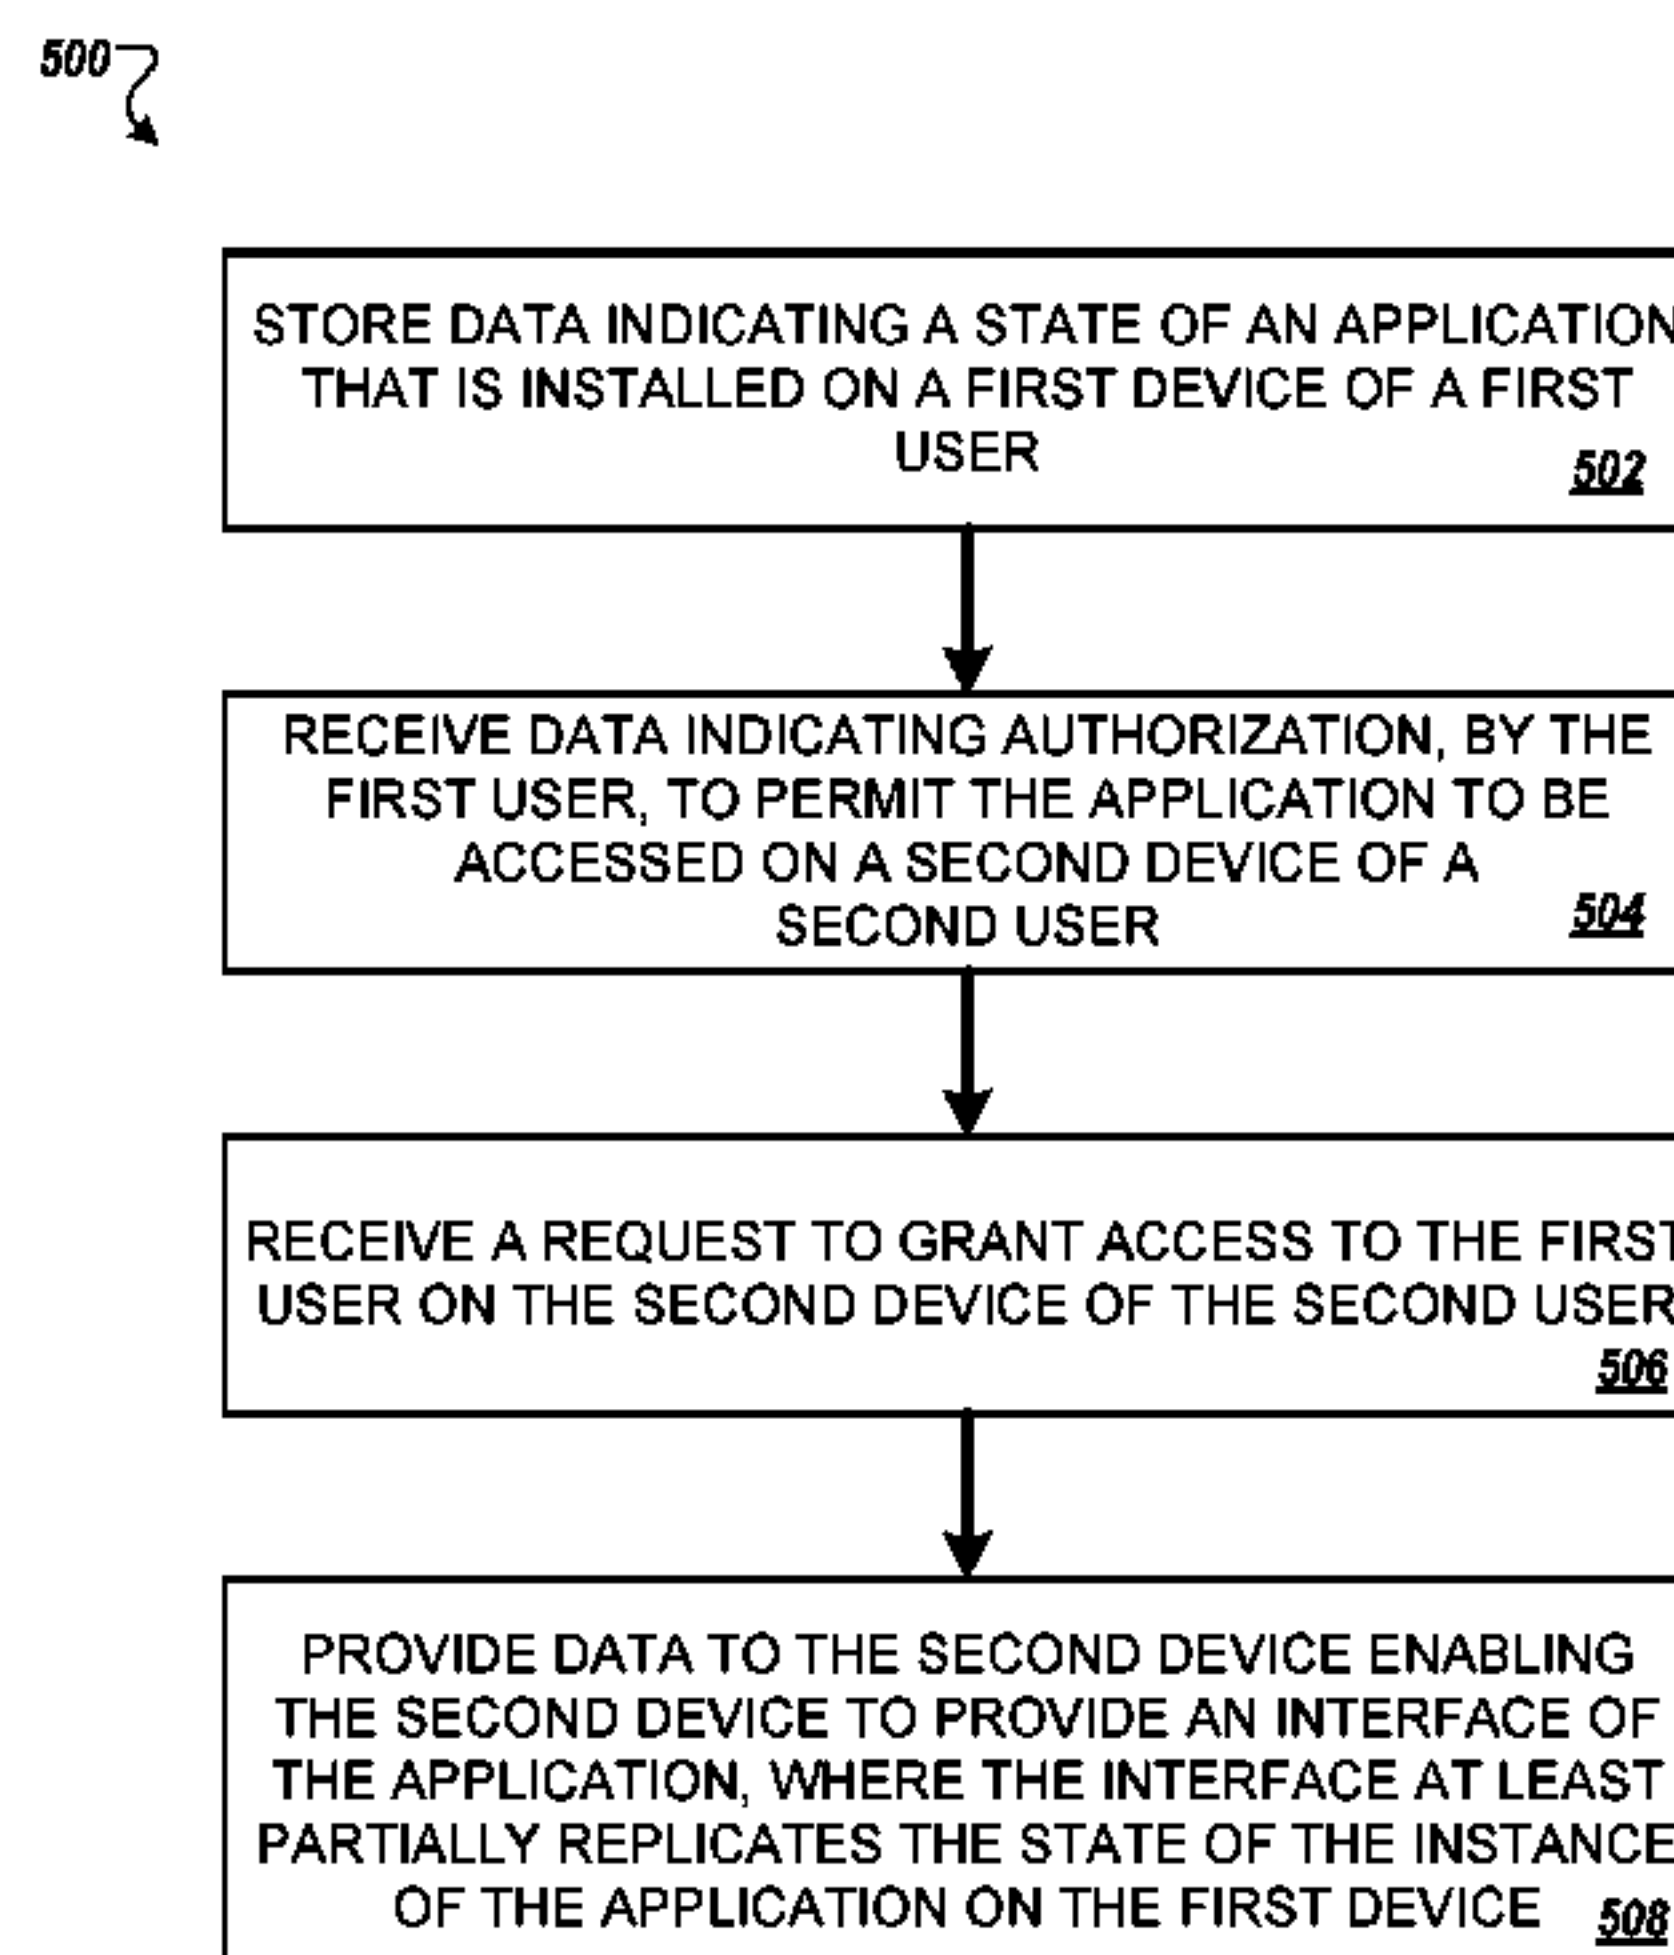 500
STORE DATA INDICATING A STATE OF AN APPLICATION
THAT IS INSTALLED ON A FIRST DEVICE OF A FIRST
USER
502
RECEIVE DATA INDICATING AUTHORIZATION, BY THE
FIRST USER, TO PERMIT THE APPLICATION TO BE
ACCESSED ON A SECOND DEVICE OF A
SECOND USER
504
RECEIVE A REQUEST TO GRANT ACCESS TO THE FIRST
USER ON THE SECOND DEVICE OF THE SECOND USER
506
PROVIDE DATA TO THE SECOND DEVICE ENABLING
THE SECOND DEVICE TO PROVIDE AN INTERFACE OF
THE APPLICATION, WHERE THE INTERFACE AT LEAST
PARTIALLY REPLICATES THE STATE OF THE INSTANCE
OF THE APPLICATION ON THE FIRST DEVICE
508